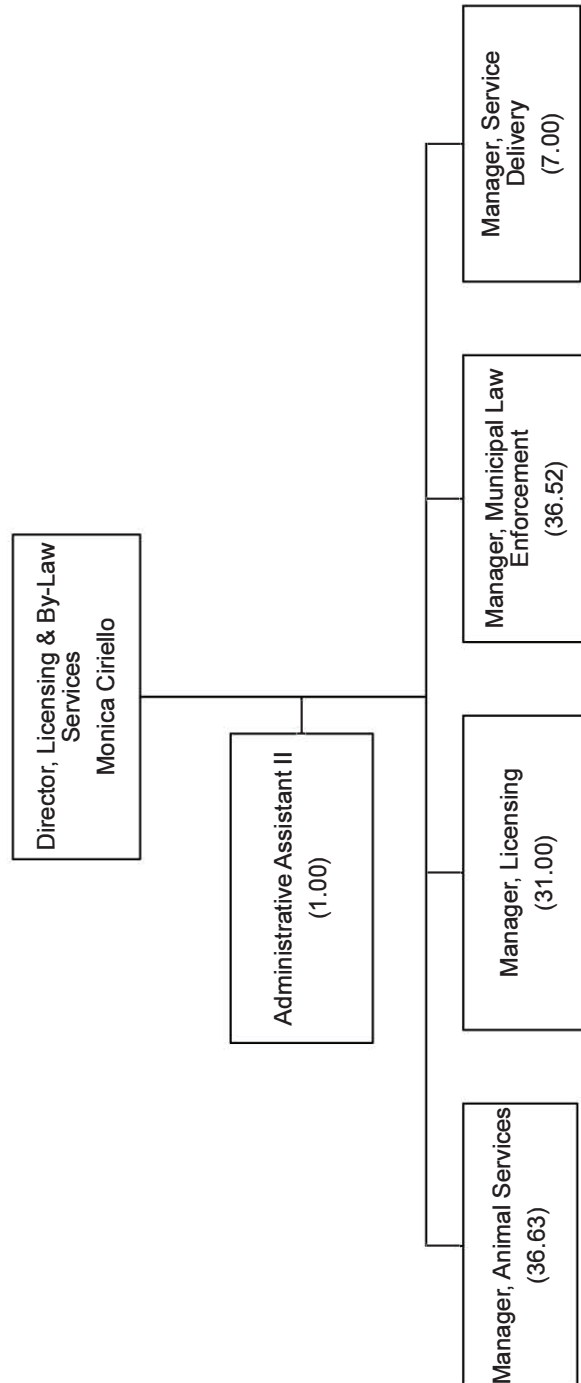 Director, Licensing & By-Law
Services
Monica Ciriello
Administrative Assistant II
(1.00)
Manager, Animal Services
(36.63)
Manager, Licensing
(31.00)
Manager, Municipal Law
Enforcement
(36.52)
Manager, Service
Delivery
(7.00)